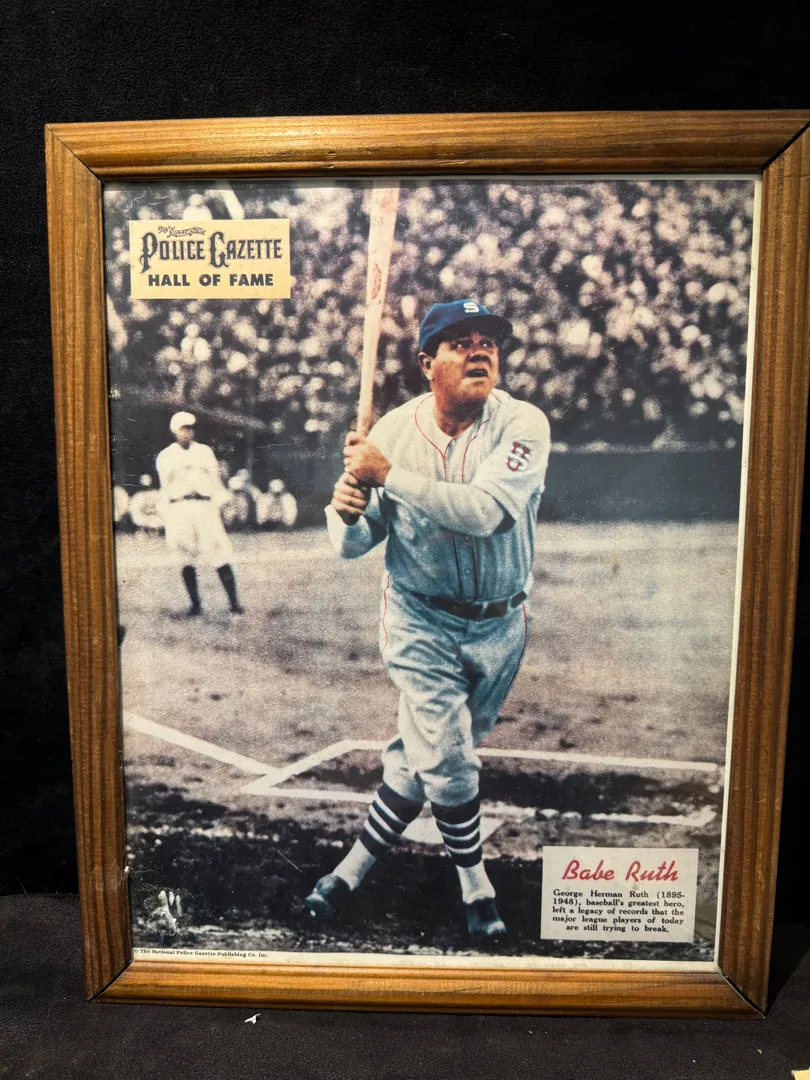 The National
POLICE GAZETTE
HALL OF FAME
S
Babe Ruth
George Herman Ruth (1895-
1948), baseball's greatest hero,
left a legacy of records that the
major league players of today
are still trying to break.
© The National Police Gazette Publishing Co. Inc.